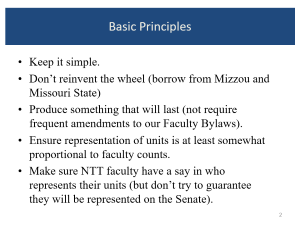 Basic Principles
• Keep it simple.
• Don't reinvent the wheel (borrow from Mizzou and
Missouri State)
• Produce something that will last (not require
frequent amendments to our Faculty Bylaws).
• Ensure representation of units is at least somewhat
proportional to faculty counts.
• Make sure NTT faculty have a say in who
represents their units (but don't try to guarantee
they will be represented on the Senate).
2